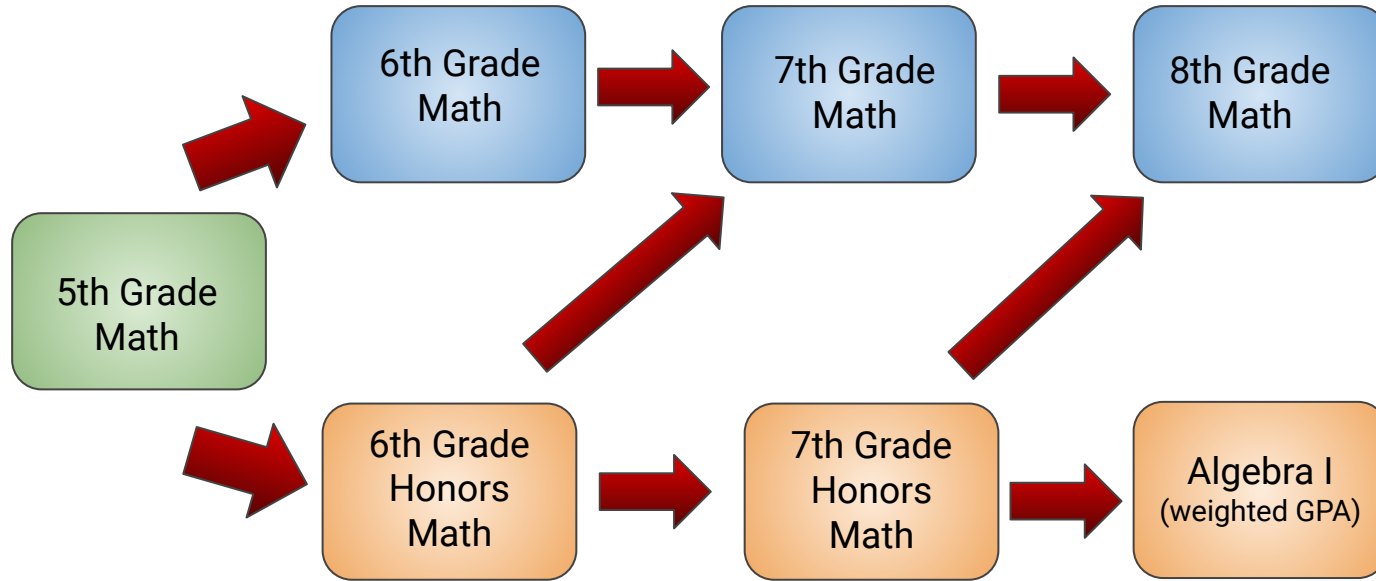 6th Grade
Math
7th Grade
Math
8th Grade
Math
5th Grade
Math
6th Grade
Honors
Math
7th Grade
Honors
Math
Algebra I
(weighted GPA)